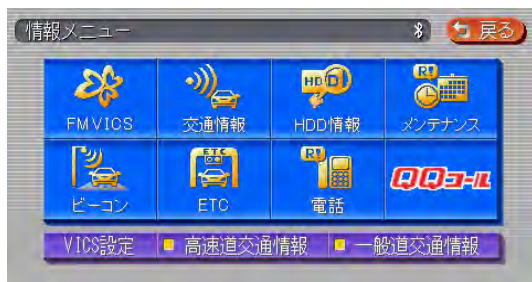 情報メニュー 戻る
FMVICS 交通情報 HDD情報 メンテナンス
ビーコン ETC 電話 QQコール
VICS設定 高速道交通情報 一般道交通情報